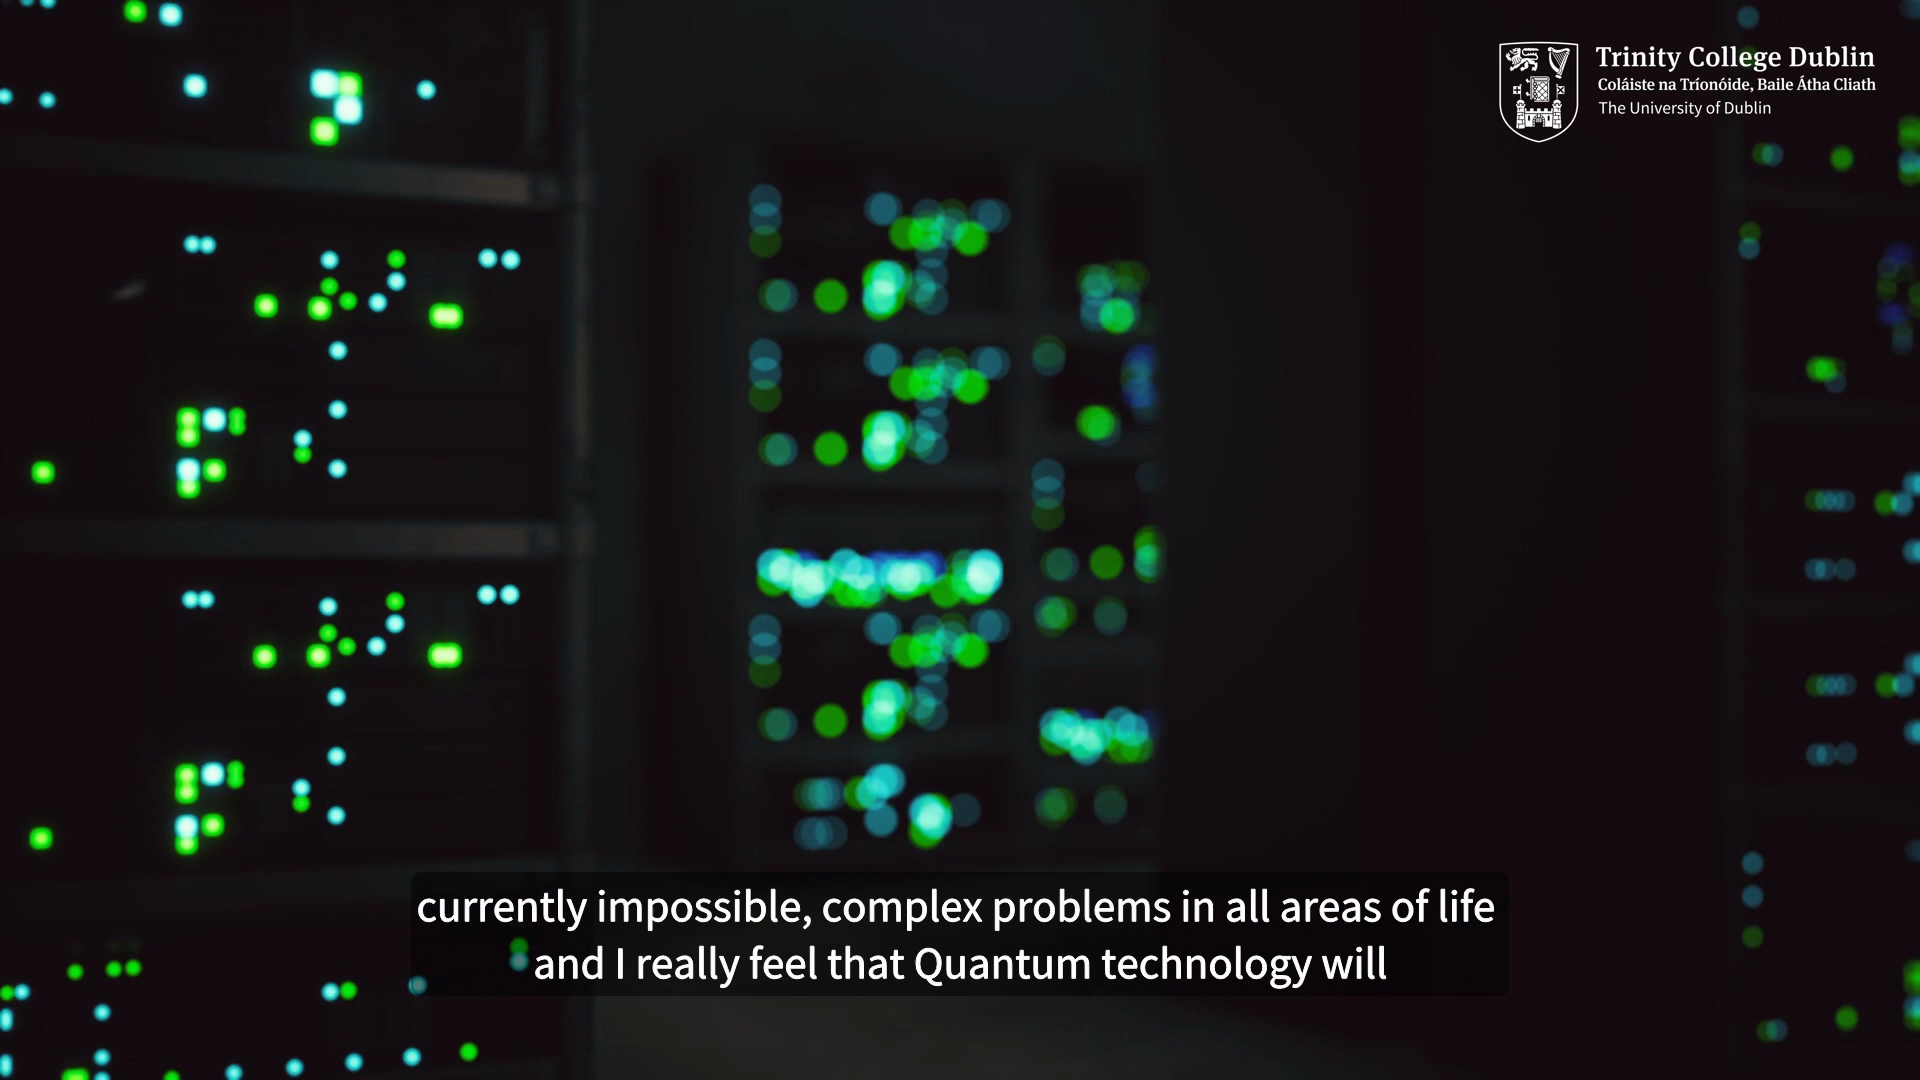 Trinity College Dublin
Coláiste na Tríonóide, Baile Átha Cliath
The University of Dublin
currently impossible, complex problems in all areas of life
and I really feel that Quantum technology will